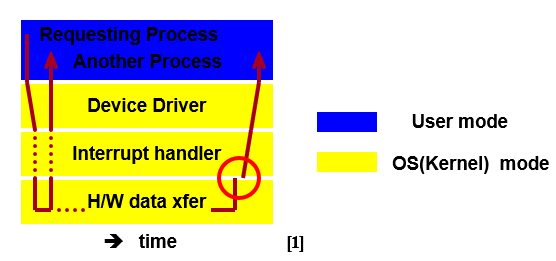 Requesting Process
Another Process
Device Driver
Interrupt handler
H/W data xfer
➔ time
User mode
OS(Kernel) mode
[1]